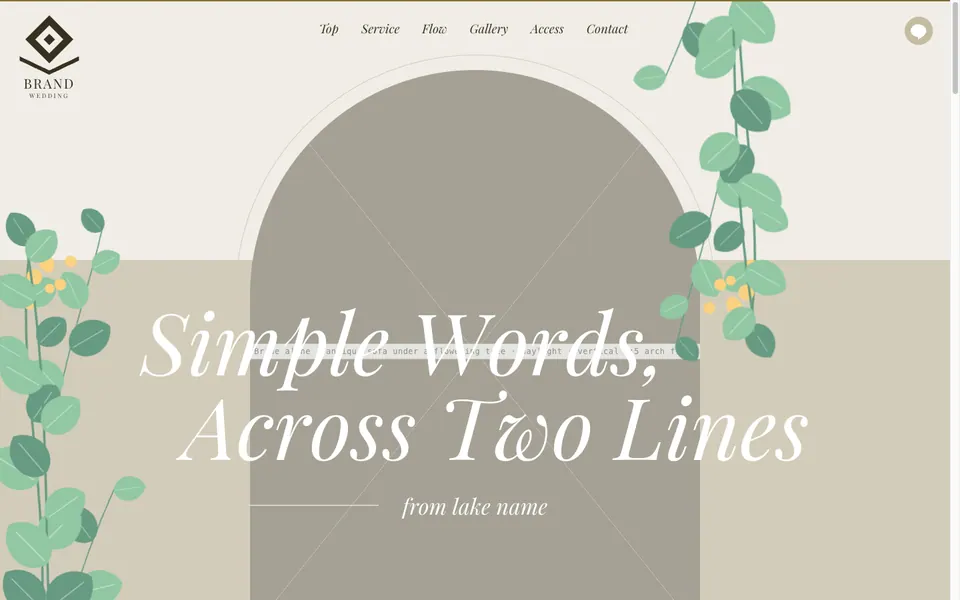 BRAND
WEDDING
Top Service Flow Gallery Access Contact
Simple Words,
Across Two Lines
from lake name